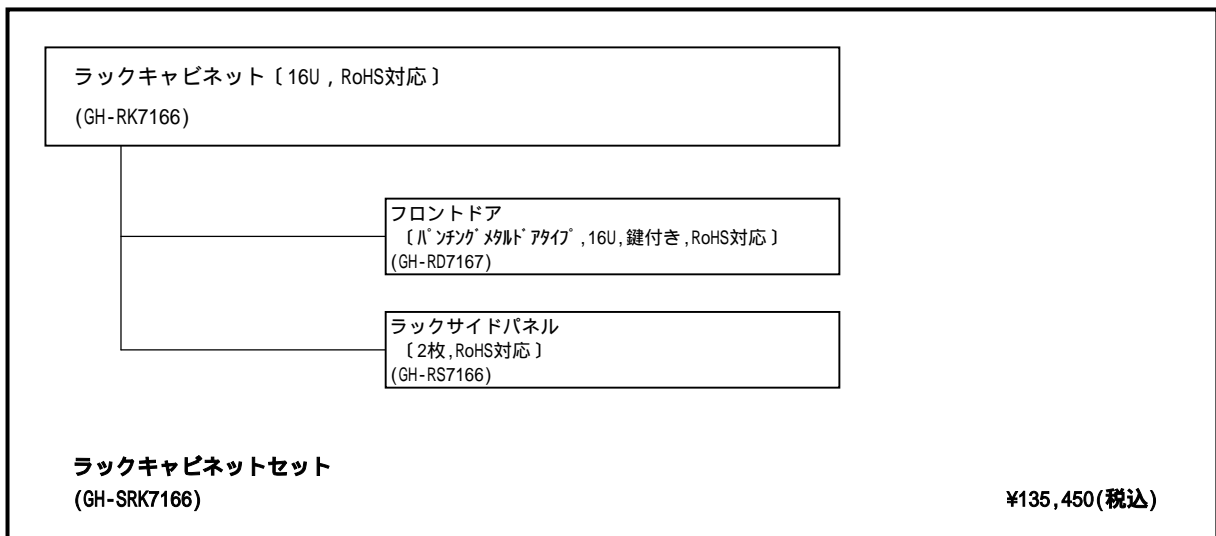 ラックキャビネット〔16U，RoHS対応〕
(GH-RK7166)
フロントドア
〔ﾊﾟﾝﾁﾝｸﾞﾒﾀﾙﾄﾞｱﾀｲﾌﾟ,16U,鍵付き,RoHS対応〕
(GH-RD7167)
ラックサイドパネル
〔2枚,RoHS対応〕
(GH-RS7166)
ラックキャビネットセット
(GH-SRK7166) ¥135,450(税込)